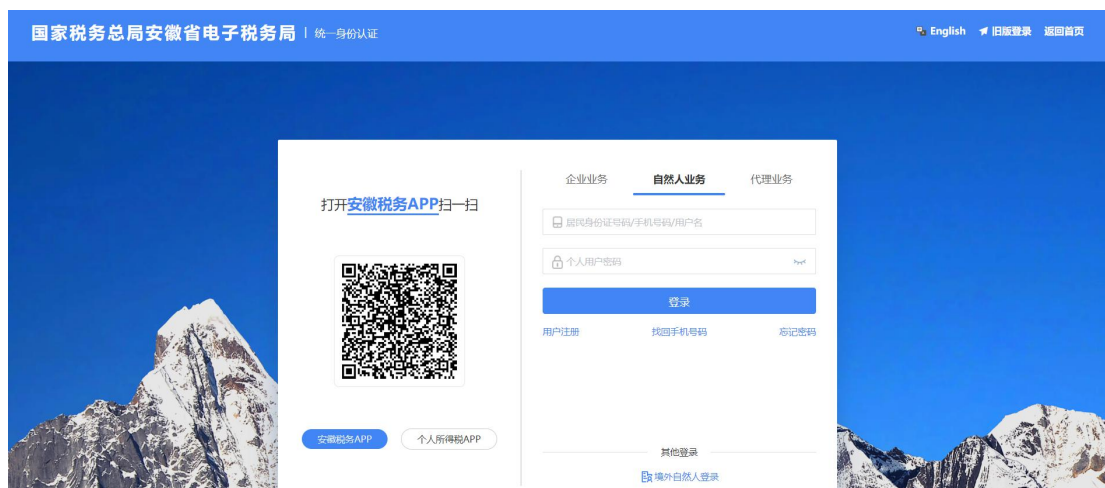 国家税务总局安徽省电子税务局 | 统一身份认证
English 旧版登录 返回首页
打开安徽税务APP扫一扫
安徽税务APP 个人所得税APP
企业业务 自然人业务 代理业务
居民身份证号码/手机号码/用户名
个人用户密码
登录
用户注册 找回手机号码 忘记密码
其他登录
境外自然人登录